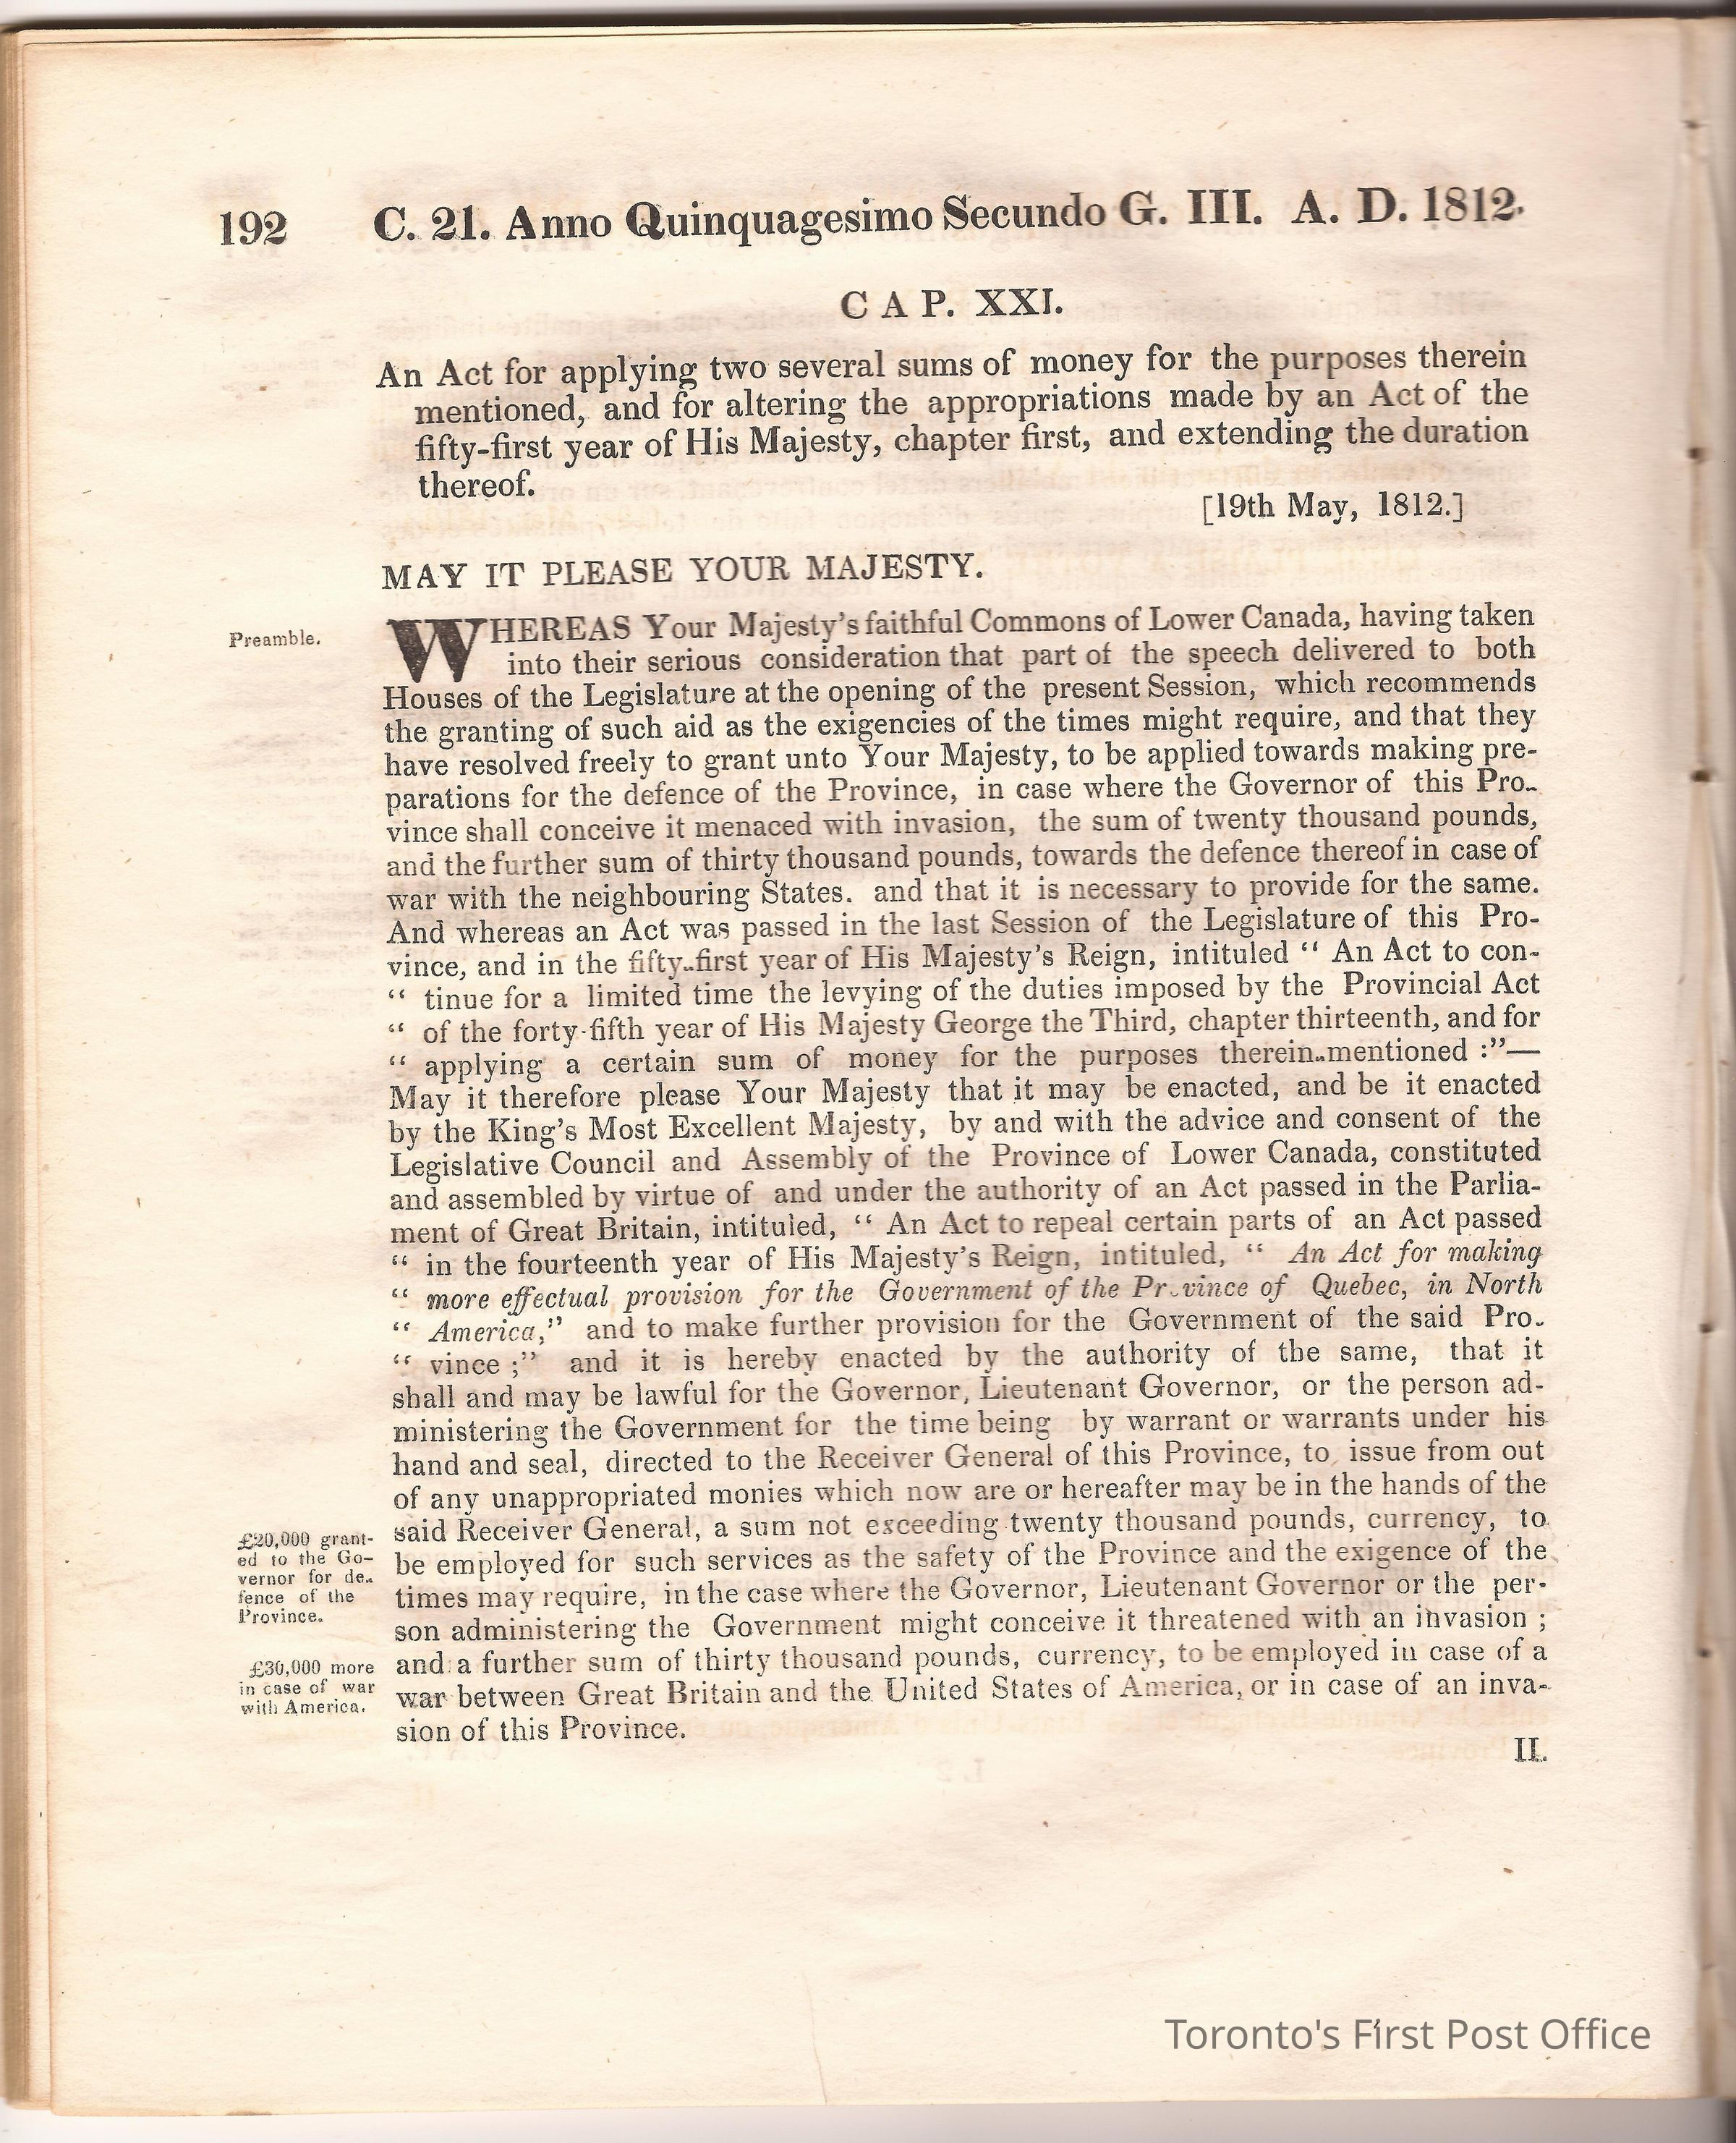 192 C. 21. Anno Quinquagesimo Secundo G. III. A. D. 1812.
C A P. XXI.
An Act for applying two several sums of money for the purposes therein
mentioned, and for altering the appropriations made by an Act of the
fifty-first year of His Majesty, chapter first, and extending the duration
thereof.
[19th May, 1812.]
MAY IT PLEASE YOUR MAJESTY.
Preamble.
WHEREAS Your Majesty's faithful Commons of Lower Canada, having taken
into their serious consideration that part of the speech delivered to both
Houses of the Legislature at the opening of the present Session, which recommends
the granting of such aid as the exigencies of the times might require, and that they
have resolved freely to grant unto Your Majesty, to be applied towards making pre-
parations for the defence of the Province, in case where the Governor of this Pro-
vince shall conceive it menaced with invasion, the sum of twenty thousand pounds,
and the further sum of thirty thousand pounds, towards the defence thereof in case of
war with the neighbouring States. and that it is necessary to provide for the same.
And whereas an Act was passed in the last Session of the Legislature of this Pro-
vince, and in the fifty-first year of His Majesty's Reign, intituled " An Act to con-
" tinue for a limited time the levying of the duties imposed by the Provincial Act
" of the forty-fifth year of His Majesty George the Third, chapter thirteenth, and for
" applying a certain sum of money for the purposes therein-mentioned :"—
May it therefore please Your Majesty that it may be enacted, and be it enacted
by the King's Most Excellent Majesty, by and with the advice and consent of the
Legislative Council and Assembly of the Province of Lower Canada, constituted
and assembled by virtue of and under the authority of an Act passed in the Parlia-
ment of Great Britain, intituled, " An Act to repeal certain parts of an Act passed
" in the fourteenth year of His Majesty's Reign, intituled, " An Act for making
" more effectual provision for the Government of the Province of Quebec, in North
" America," and to make further provision for the Government of the said Pro-
" vince ;" and it is hereby enacted by the authority of the same, that it
shall and may be lawful for the Governor, Lieutenant Governor, or the person ad-
ministering the Government for the time being by warrant or warrants under his
hand and seal, directed to the Receiver General of this Province, to issue from out
of any unappropriated monies which now are or hereafter may be in the hands of the
said Receiver General, a sum not exceeding twenty thousand pounds, currency, to
be employed for such services as the safety of the Province and the exigence of the
times may require, in the case where the Governor, Lieutenant Governor or the per-
son administering the Government might conceive it threatened with an invasion ;
and a further sum of thirty thousand pounds, currency, to be employed in case of a
war between Great Britain and the United States of America, or in case of an inva-
sion of this Province.
£20,000 grant-
ed to the Go-
vernor for de-
fence of the
Province.
£30,000 more
in case of war
with America.
II.
Toronto's First Post Office